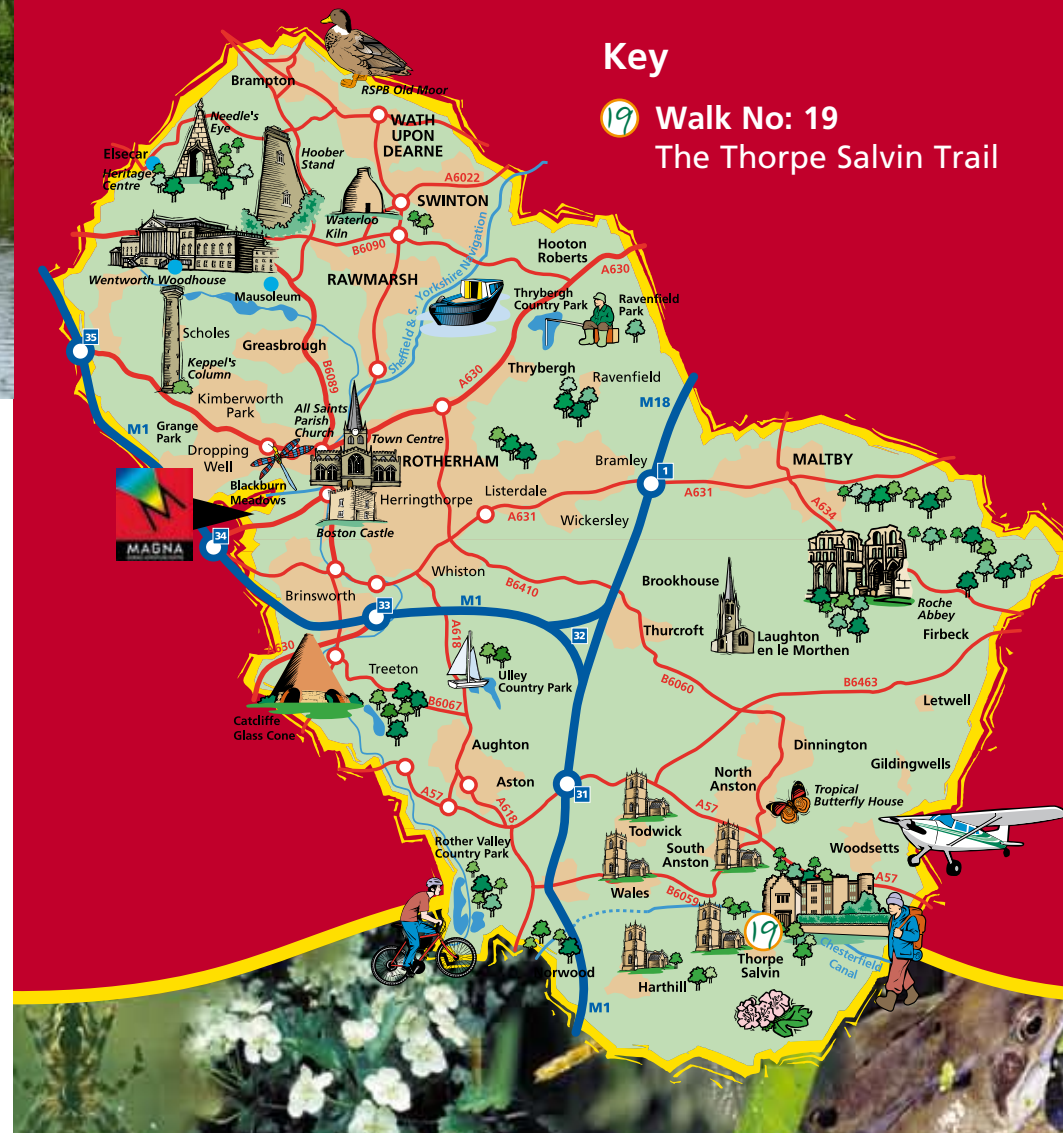 Key
19 Walk No: 19
The Thorpe Salvin Trail
Brampton
RSPB Old Moor
Needle's
Eye
WATH
UPON
DEARNE
Hoober
Stand
Elsecar
Heritage
Centre
A6022
SWINTON
Waterloo
Kiln
B6090
Hooton
Roberts
A630
Wentworth Woodhouse
RAWMARSH
Mausoleum
Sheffield & S. Yorkshire Navigation
Thrybergh
Country Park
Ravenfield
Park
35
Scholes
Greasbrough
Keppel's
Column
B6089
A630
Thrybergh
Ravenfield
Kimberworth
Park
M18
M1
Grange
Park
All Saints
Parish
Church
Town Centre
Dropping
Well
ROTHERHAM
Bramley
MALTBY
1
Blackburn
Meadows
Herringthorpe
Listerdale
A631
A631
A634
Wickersley
MAGNA
34
Boston Castle
Whiston
B6410
Brookhouse
Brinsworth
33
M1
Roche
Abbey
32
Thurcroft
Laughton
en le Morthen
Firbeck
A630
A618
Treeton
Ulley
Country Park
B6060
B6463
Letwell
B6067
Catcliffe
Glass Cone
Aughton
Dinnington
Gildingwells
Aston
31
North
Anston
Tropical
Butterfly House
A57
A618
A57
Todwick
Rother Valley
Country Park
South
Anston
Woodsetts
Wales
A57
B6059
19
Thorpe
Salvin
Chesterfield
Canal
Norwood
Harthill
M1